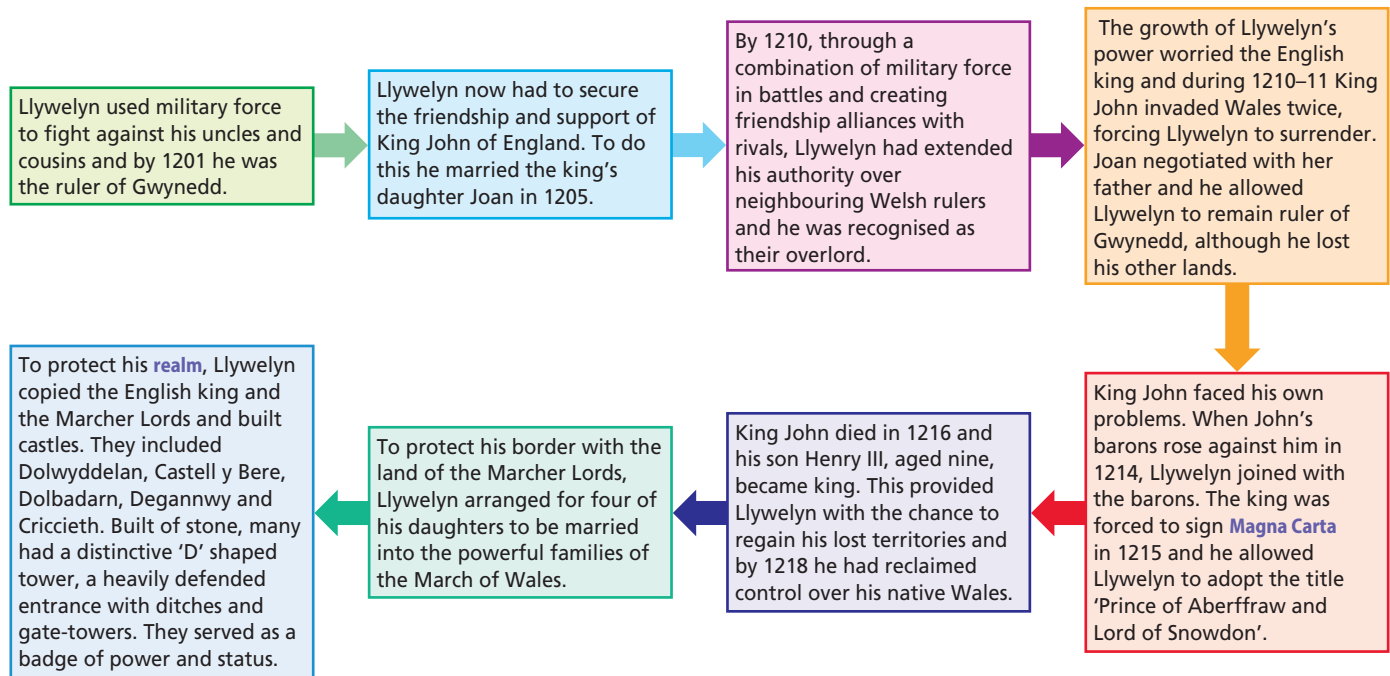 Llywelyn used military force
to fight against his uncles and
cousins and by 1201 he was
the ruler of Gwynedd.
Llywelyn now had to secure
the friendship and support of
King John of England. To do
this he married the king’s
daughter Joan in 1205.
By 1210, through a
combination of military force
in battles and creating
friendship alliances with
rivals, Llywelyn had extended
his authority over
neighbouring Welsh rulers
and he was recognised as
their overlord.
The growth of Llywelyn’s
power worried the English
king and during 1210–11 King
John invaded Wales twice,
forcing Llywelyn to surrender.
Joan negotiated with her
father and he allowed
Llywelyn to remain ruler of
Gwynedd, although he lost
his other lands.
King John faced his own
problems. When John’s
barons rose against him in
1214, Llywelyn joined with
the barons. The king was
forced to sign Magna Carta
in 1215 and he allowed
Llywelyn to adopt the title
‘Prince of Aberffraw and
Lord of Snowdon’.
King John died in 1216 and
his son Henry III, aged nine,
became king. This provided
Llywelyn with the chance to
regain his lost territories and
by 1218 he had reclaimed
control over his native Wales.
To protect his border with the
land of the Marcher Lords,
Llywelyn arranged for four of
his daughters to be married
into the powerful families of
the March of Wales.
To protect his realm, Llywelyn
copied the English king and
the Marcher Lords and built
castles. They included
Dolwyddelan, Castell y Bere,
Dolbadarn, Degannwy and
Criccieth. Built of stone, many
had a distinctive ‘D’ shaped
tower, a heavily defended
entrance with ditches and
gate-towers. They served as a
badge of power and status.